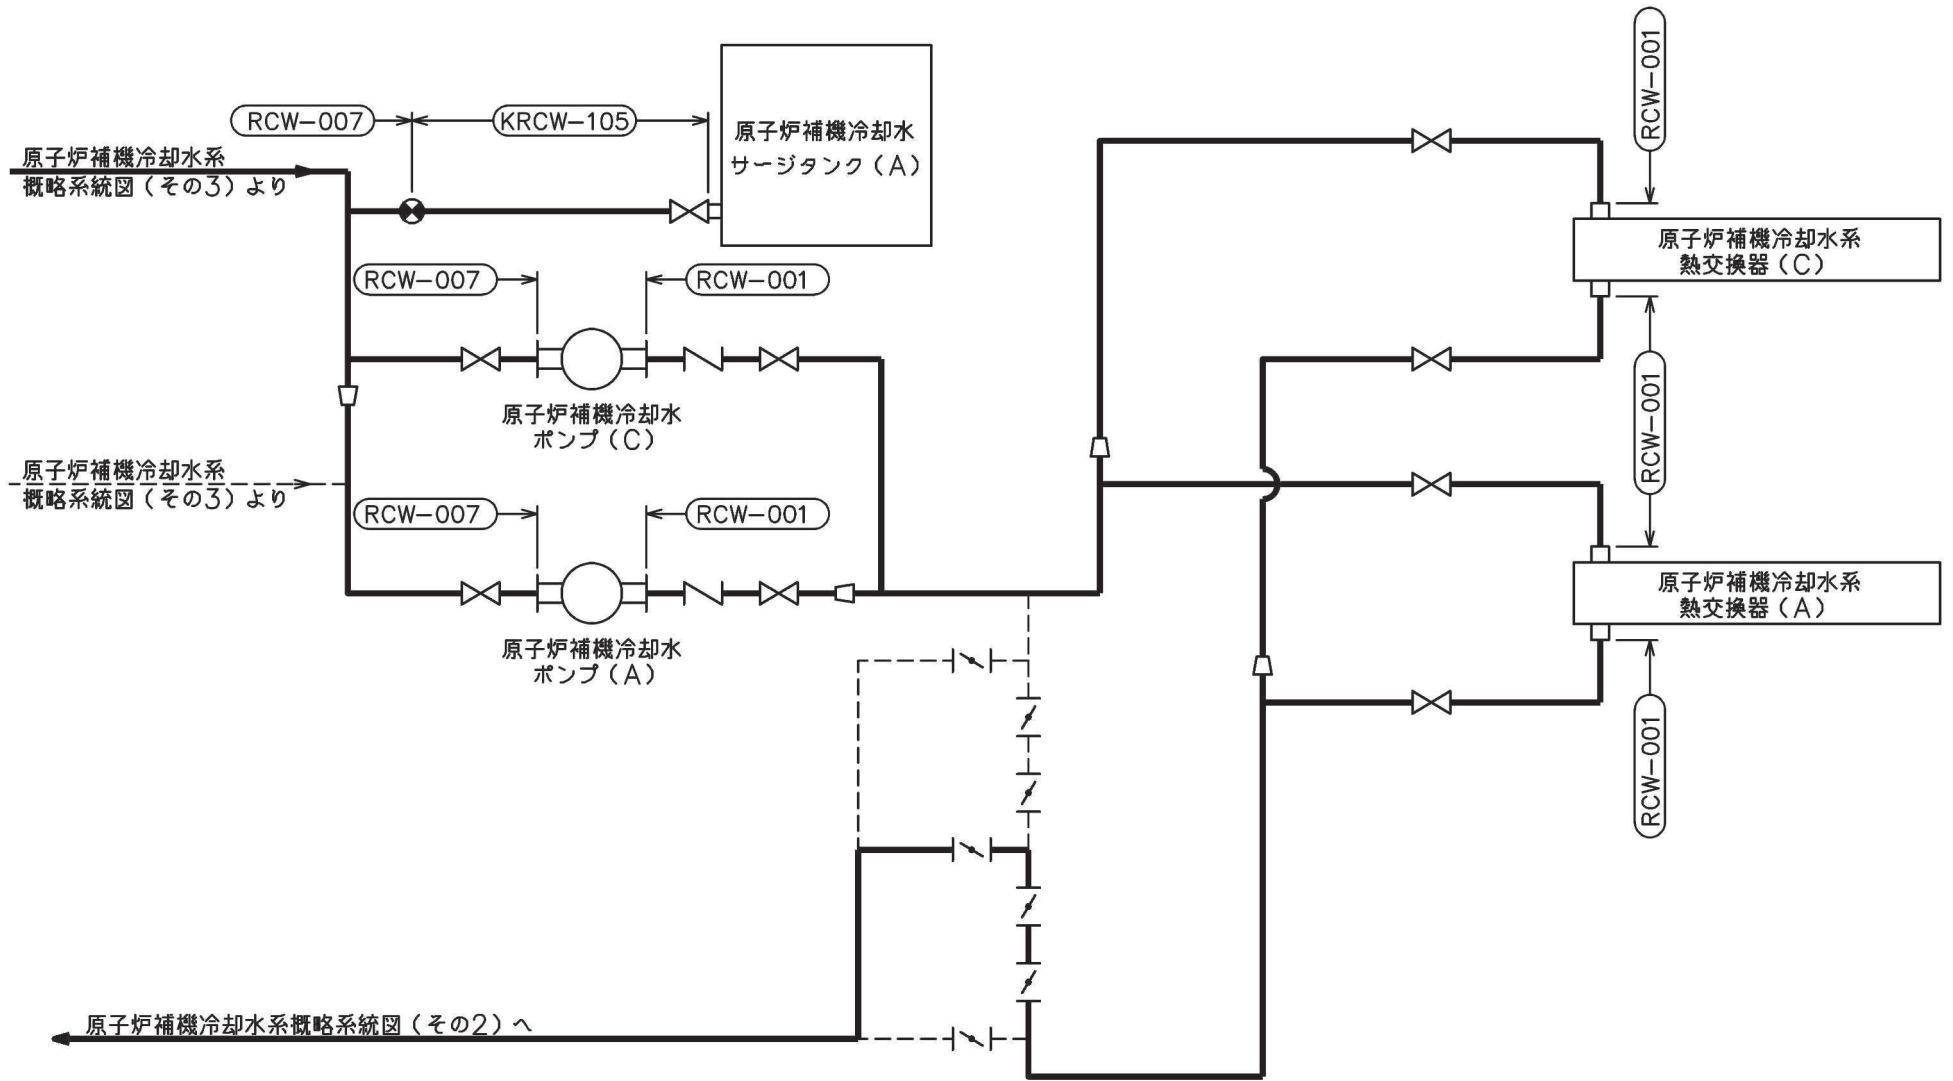 RCW-001
RCW-007
KRCW-105
原子炉補機冷却水
サージタンク(A)
原子炉補機冷却水系
概略系統図(その3)より
原子炉補機冷却水系
熱交換器(C)
RCW-007
RCW-001
原子炉補機冷却水
ポンプ(C)
RCW-001
原子炉補機冷却水系
概略系統図(その3)より
RCW-007
RCW-001
原子炉補機冷却水系
熱交換器(A)
原子炉補機冷却水
ポンプ(A)
RCW-001
原子炉補機冷却水系概略系統図(その2)へ